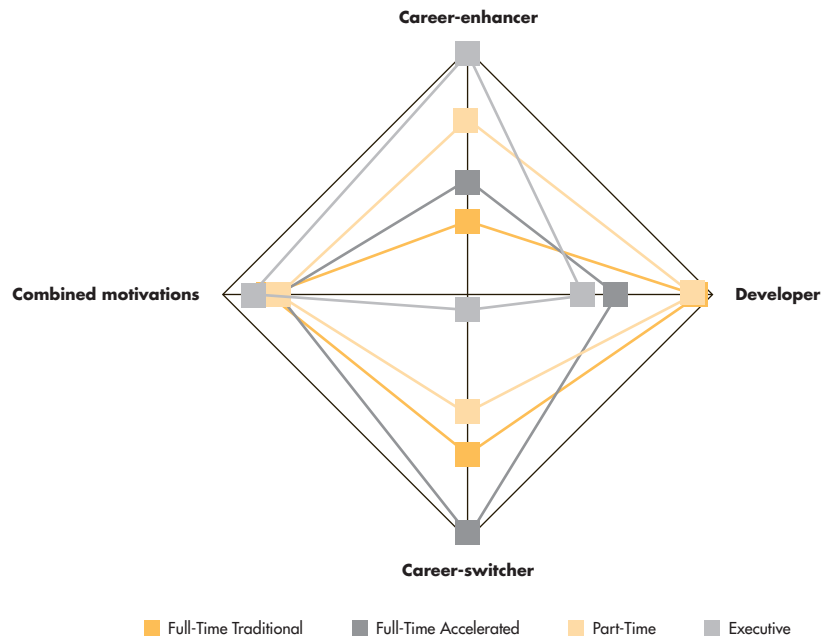 Career-enhancer
Combined motivations
Developer
Career-switcher
Full-Time Traditional
Full-Time Accelerated
Part-Time
Executive